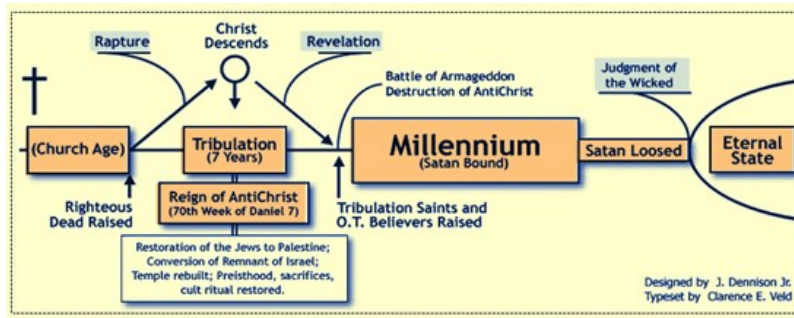 Christ
Descends
Rapture
Revelation
Battle of Armageddon
Destruction of AntiChrist
Judgment of
the Wicked
(Church Age)
Tribulation
(7 Years)
Millennium
(Satan Bound)
Satan Loosed
Eternal
State
Reign of AntiChrist
(70th Week of Daniel 7)
Righteous
Dead Raised
Tribulation Saints and
O.T. Believers Raised
Restoration of the Jews to Palestine;
Conversion of Remnant of Israel;
Temple rebuilt; Preisthood, sacrifices,
cult ritual restored.
Designed by J. Dennison Jr.
Typeset by Clarence E. Veld